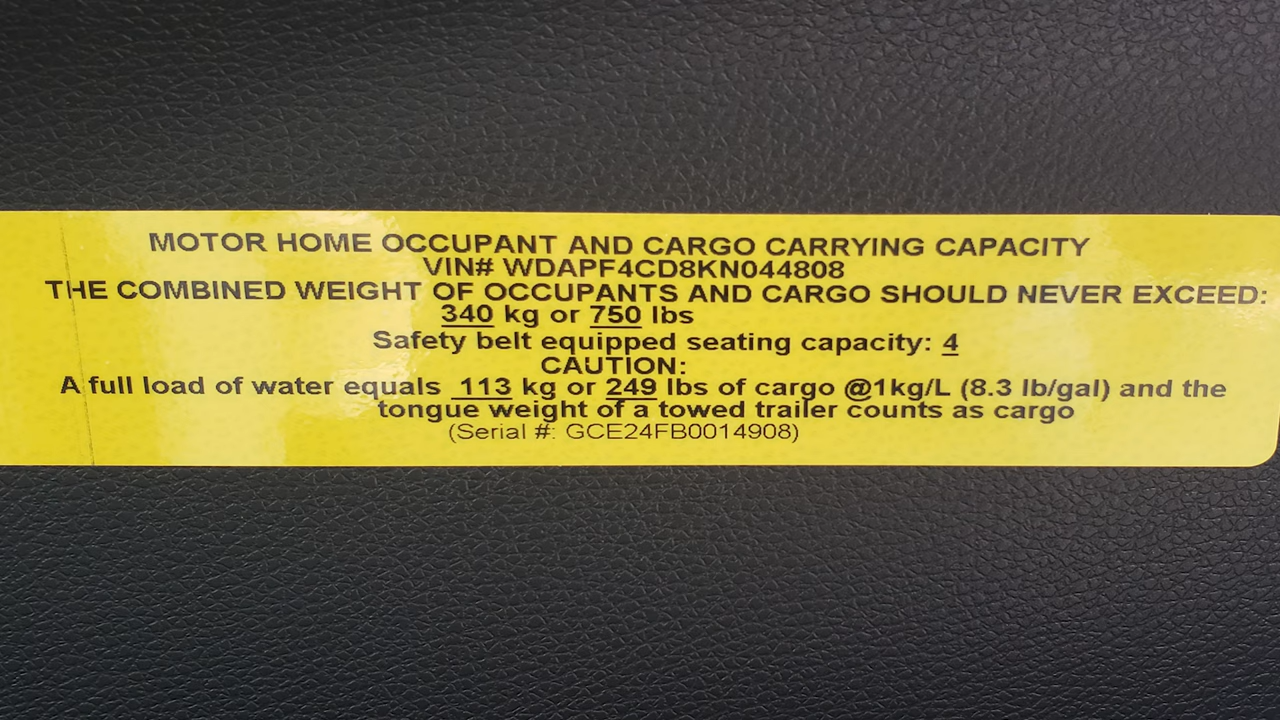 MOTOR HOME OCCUPANT AND CARGO CARRYING CAPACITY
VIN# WDAPF4CD8KN044808
THE COMBINED WEIGHT OF OCCUPANTS AND CARGO SHOULD NEVER EXCEED:
340 kg or 750 lbs
Safety belt equipped seating capacity: 4
CAUTION:
A full load of water equals 113 kg or 249 lbs of cargo @1kg/L (8.3 lb/gal) and the
tongue weight of a towed trailer counts as cargo
(Serial #: GCE24FB0014908)